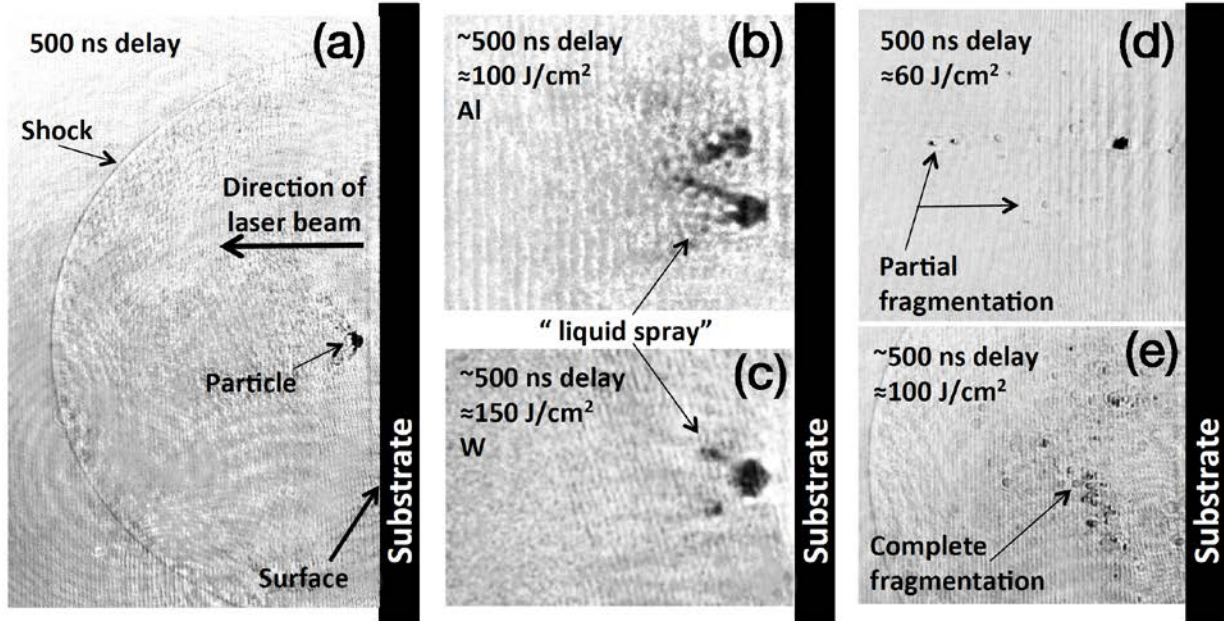 (a)
500 ns delay
Shock
Direction of
laser beam
Particle
Surface
Substrate
(b)
~500 ns delay
≈100 J/cm²
Al
“ liquid spray”
(c)
~500 ns delay
≈150 J/cm²
W
Substrate
(d)
500 ns delay
≈60 J/cm²
Partial
fragmentation
(e)
~500 ns delay
≈100 J/cm²
Complete
fragmentation
Substrate